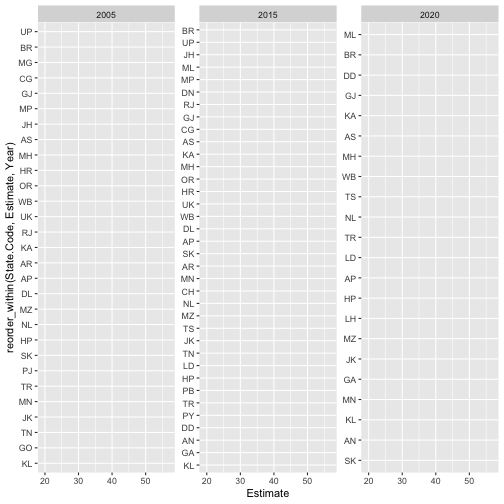 2005
2015
2020
reorder_within(State.Code, Estimate, Year)
UP
BR
MG
CG
GJ
MP
JH
AS
MH
HR
OR
WB
UK
RJ
KA
AR
AP
DL
MZ
NL
HP
SK
PJ
TR
MN
JK
TN
GO
KL
BR
UP
JH
ML
MP
DN
RJ
GJ
CG
AS
KA
MH
OR
HR
UK
WB
DL
AP
SK
AR
MN
CH
NL
MZ
TS
JK
TN
LD
HP
PB
TR
PY
DD
AN
GA
KL
ML
BR
DD
GJ
KA
AS
MH
WB
TS
NL
TR
LD
AP
HP
LH
MZ
JK
GA
MN
KL
AN
SK
20 30 40 50
20 30 40 50
20 30 40 50
Estimate